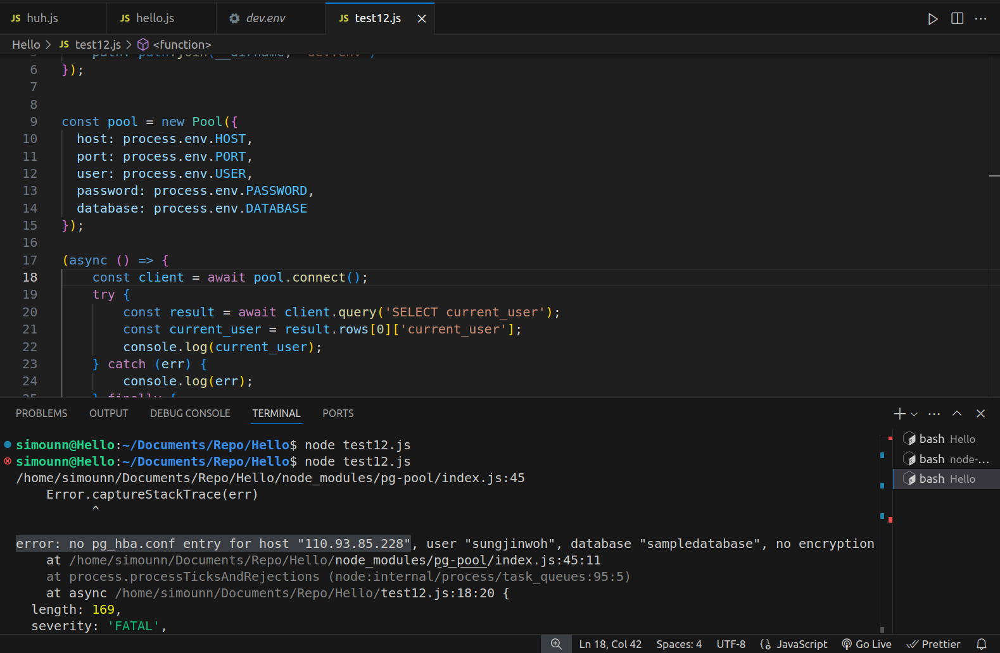 JS huh.js
JS hello.js
dev.env
JS test12.js
Hello > JS test12.js > <function>
5 path: path.join(__dirname, 'dev.env')
6 });
7
8
9 const pool = new Pool({
10 host: process.env.HOST,
11 port: process.env.PORT,
12 user: process.env.USER,
13 password: process.env.PASSWORD,
14 database: process.env.DATABASE
15 });
16
17 (async () => {
18 const client = await pool.connect();
19 try {
20 const result = await client.query('SELECT current_user');
21 const current_user = result.rows[0]['current_user'];
22 console.log(current_user);
23 } catch (err) {
24 console.log(err);
25 } finally {
PROBLEMS OUTPUT DEBUG CONSOLE TERMINAL PORTS
simounn@Hello:~/Documents/Repo/Hello$ node test12.js
simounn@Hello:~/Documents/Repo/Hello$ node test12.js
/home/simounn/Documents/Repo/Hello/node_modules/pg-pool/index.js:45
Error.captureStackTrace(err)
^
error: no pg_hba.conf entry for host "110.93.85.228", user "sungjinwoh", database "sampledatabase", no encryption
at /home/simounn/Documents/Repo/Hello/node_modules/pg-pool/index.js:45:11
at process.processTicksAndRejections (node:internal/process/task_queues:95:5)
at async /home/simounn/Documents/Repo/Hello/test12.js:18:20 {
length: 169,
severity: 'FATAL',
bash Hello
bash node-...
bash Hello
Ln 18, Col 42 Spaces: 4 UTF-8 {} JavaScript Go Live Prettier